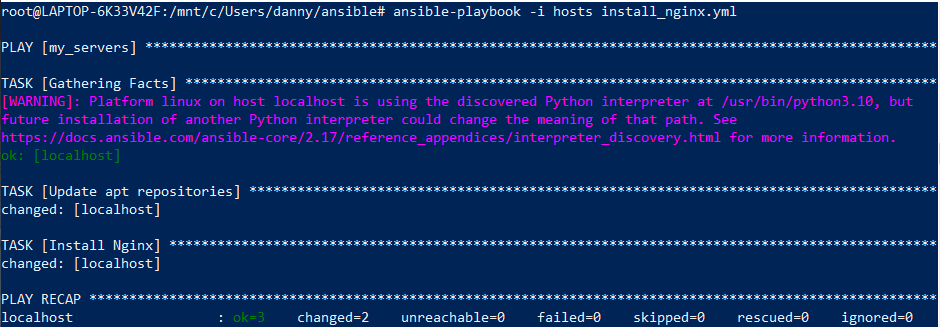 root@LAPTOP-6K33V42F:/mnt/c/Users/danny/ansible# ansible-playbook -i hosts install_nginx.yml
PLAY [my_servers] ***************************************************************************************************
TASK [Gathering Facts] **********************************************************************************************
[WARNING]: Platform linux on host localhost is using the discovered Python interpreter at /usr/bin/python3.10, but
future installation of another Python interpreter could change the meaning of that path. See
https://docs.ansible.com/ansible-core/2.17/reference_appendices/interpreter_discovery.html for more information.
ok: [localhost]
TASK [Update apt repositories] **************************************************************************************
changed: [localhost]
TASK [Install Nginx] ************************************************************************************************
changed: [localhost]
PLAY RECAP **********************************************************************************************************
localhost                  : ok=3    changed=2    unreachable=0    failed=0    skipped=0    rescued=0    ignored=0